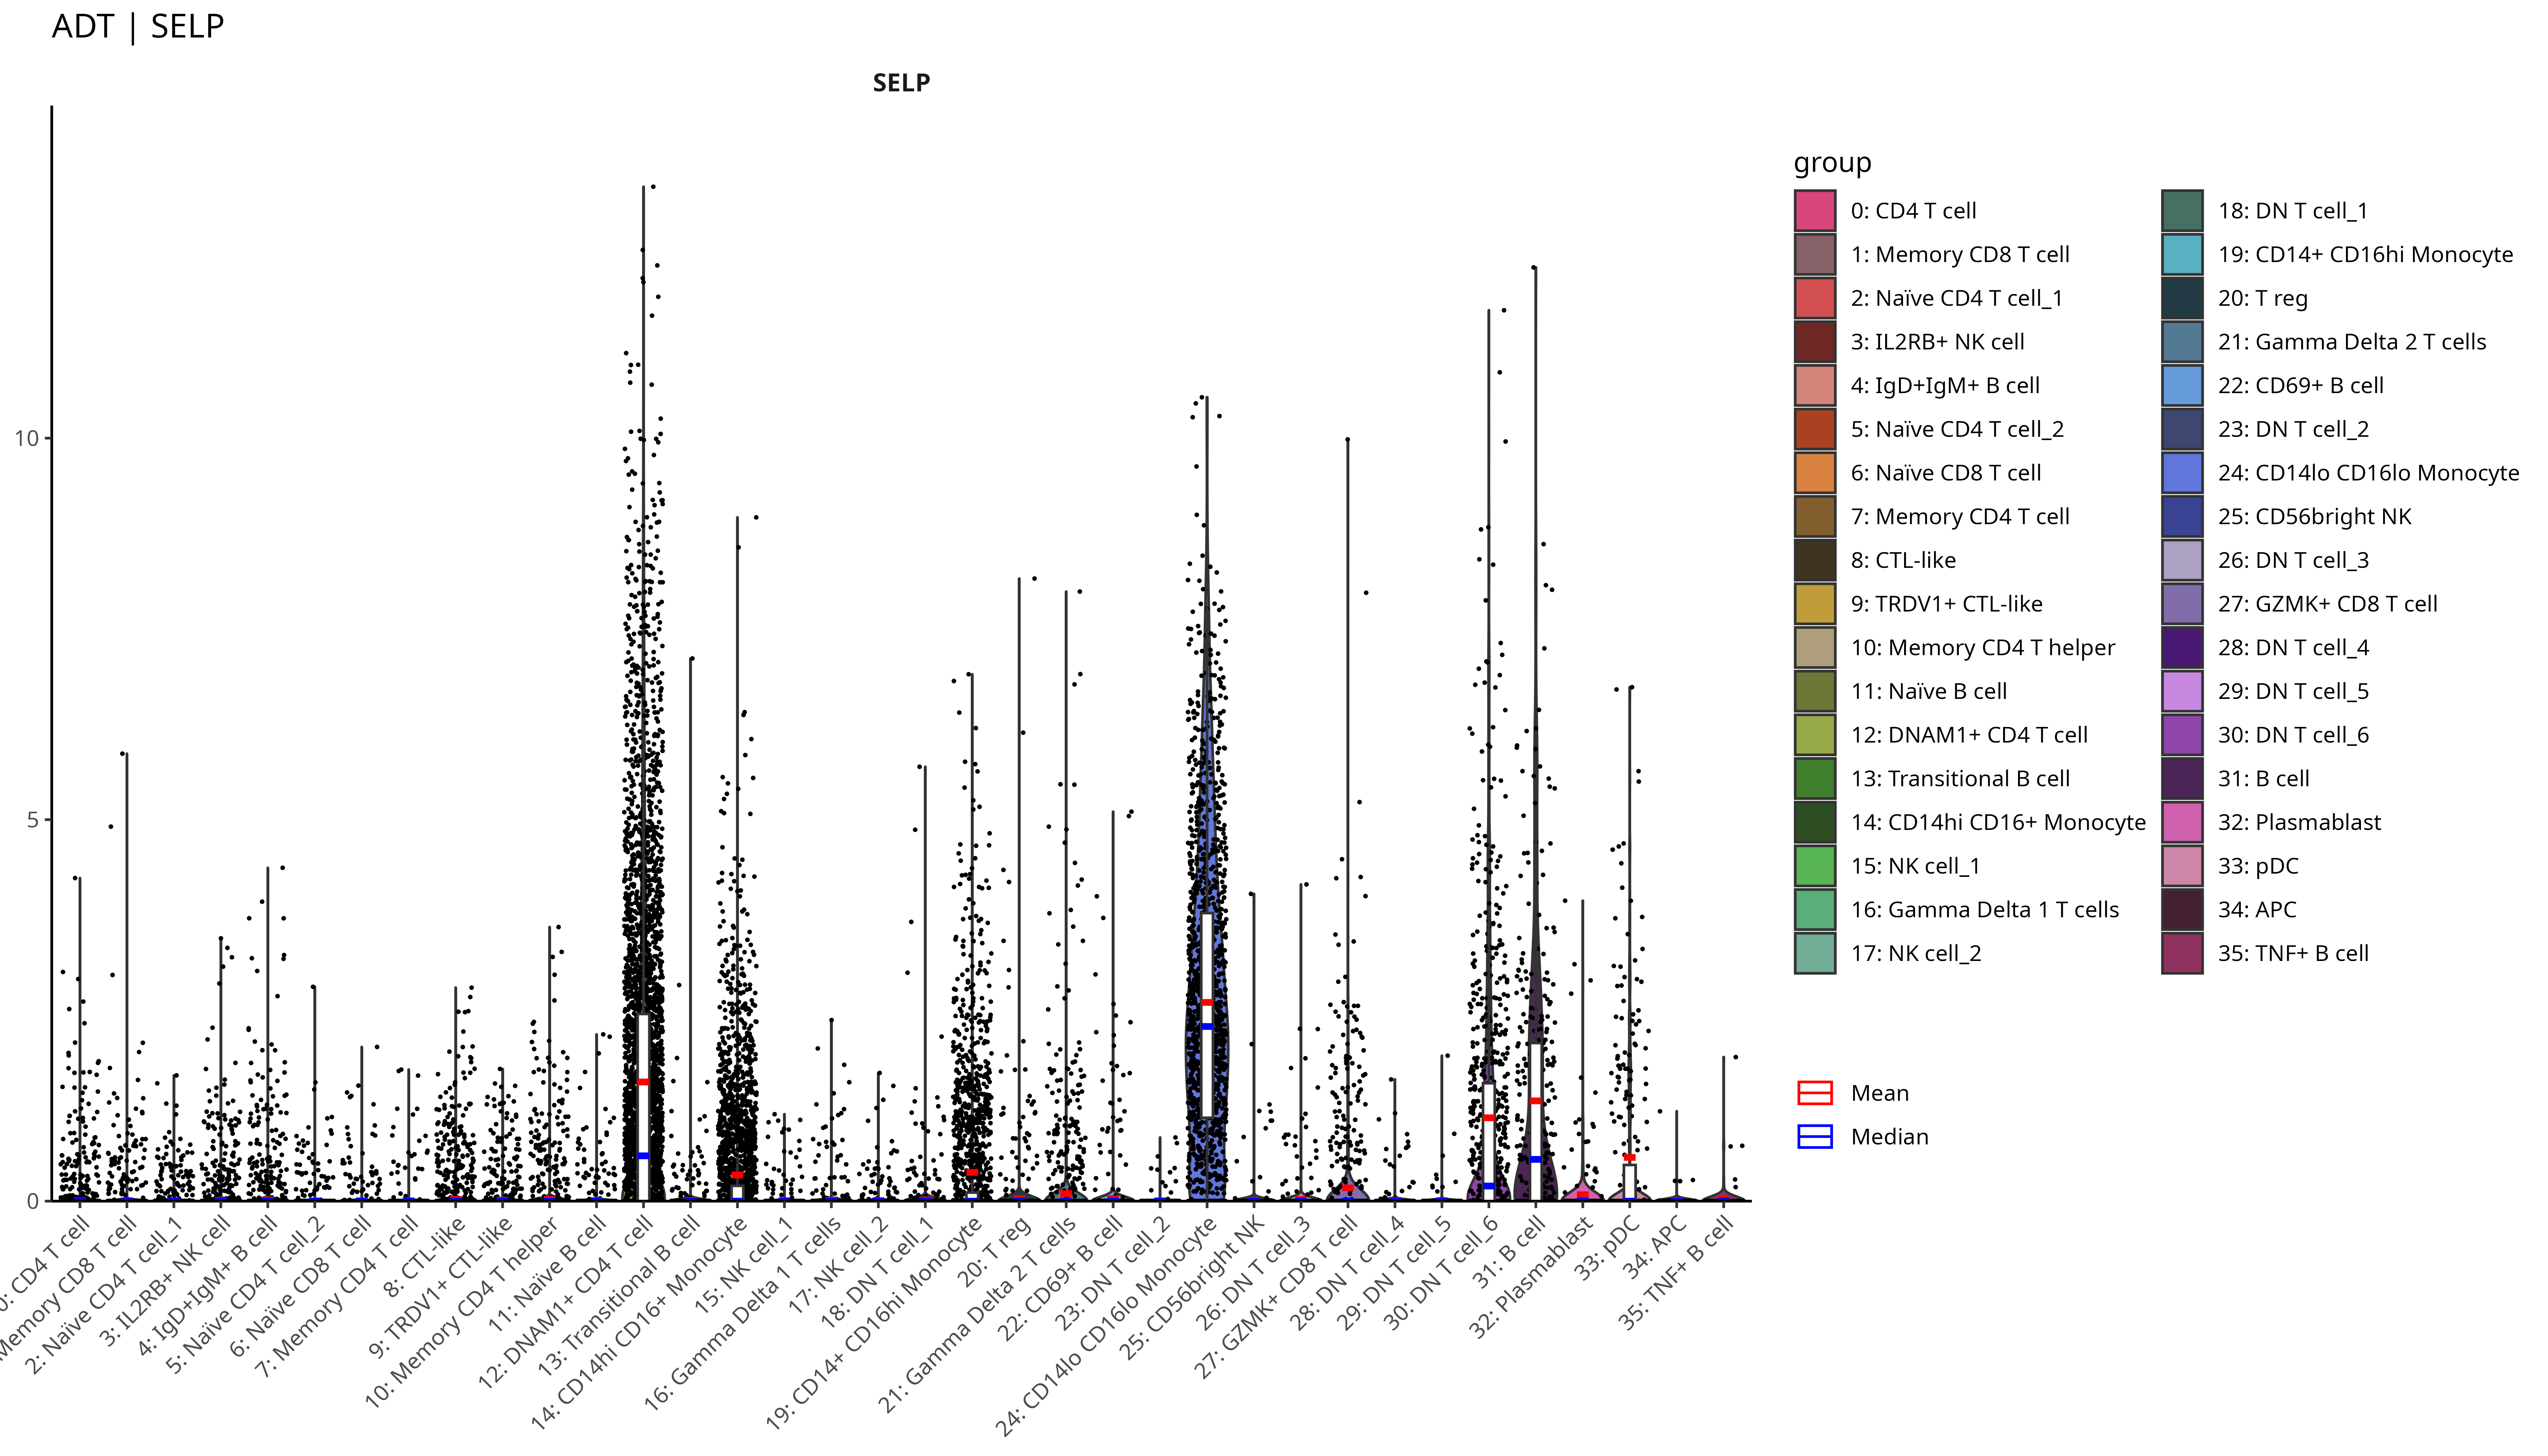 ADT | SELP
SELP
10
5
0
0: CD4 T cell
Memory CD8 T cell
2: Naïve CD4 T cell_1
3: IL2RB+ NK cell
4: IgD+IgM+ B cell
5: Naïve CD4 T cell_2
6: Naïve CD8 T cell
7: Memory CD4 T cell
8: CTL-like
9: TRDV1+ CTL-like
10: Memory CD4 T helper
11: Naïve B cell
12: DNAM1+ CD4 T cell
13: Transitional B cell
14: CD14hi CD16+ Monocyte
15: NK cell_1
16: Gamma Delta 1 T cells
17: NK cell_2
18: DN T cell_1
19: CD14+ CD16hi Monocyte
20: T reg
21: Gamma Delta 2 T cells
22: CD69+ B cell
23: DN T cell_2
24: CD14lo CD16lo Monocyte
25: CD56bright NK
26: DN T cell_3
27: GZMK+ CD8 T cell
28: DN T cell_4
29: DN T cell_5
30: DN T cell_6
31: B cell
32: Plasmablast
33: pDC
34: APC
35: TNF+ B cell
group
0: CD4 T cell
1: Memory CD8 T cell
2: Naïve CD4 T cell_1
3: IL2RB+ NK cell
4: IgD+IgM+ B cell
5: Naïve CD4 T cell_2
6: Naïve CD8 T cell
7: Memory CD4 T cell
8: CTL-like
9: TRDV1+ CTL-like
10: Memory CD4 T helper
11: Naïve B cell
12: DNAM1+ CD4 T cell
13: Transitional B cell
14: CD14hi CD16+ Monocyte
15: NK cell_1
16: Gamma Delta 1 T cells
17: NK cell_2
18: DN T cell_1
19: CD14+ CD16hi Monocyte
20: T reg
21: Gamma Delta 2 T cells
22: CD69+ B cell
23: DN T cell_2
24: CD14lo CD16lo Monocyte
25: CD56bright NK
26: DN T cell_3
27: GZMK+ CD8 T cell
28: DN T cell_4
29: DN T cell_5
30: DN T cell_6
31: B cell
32: Plasmablast
33: pDC
34: APC
35: TNF+ B cell
Mean
Median